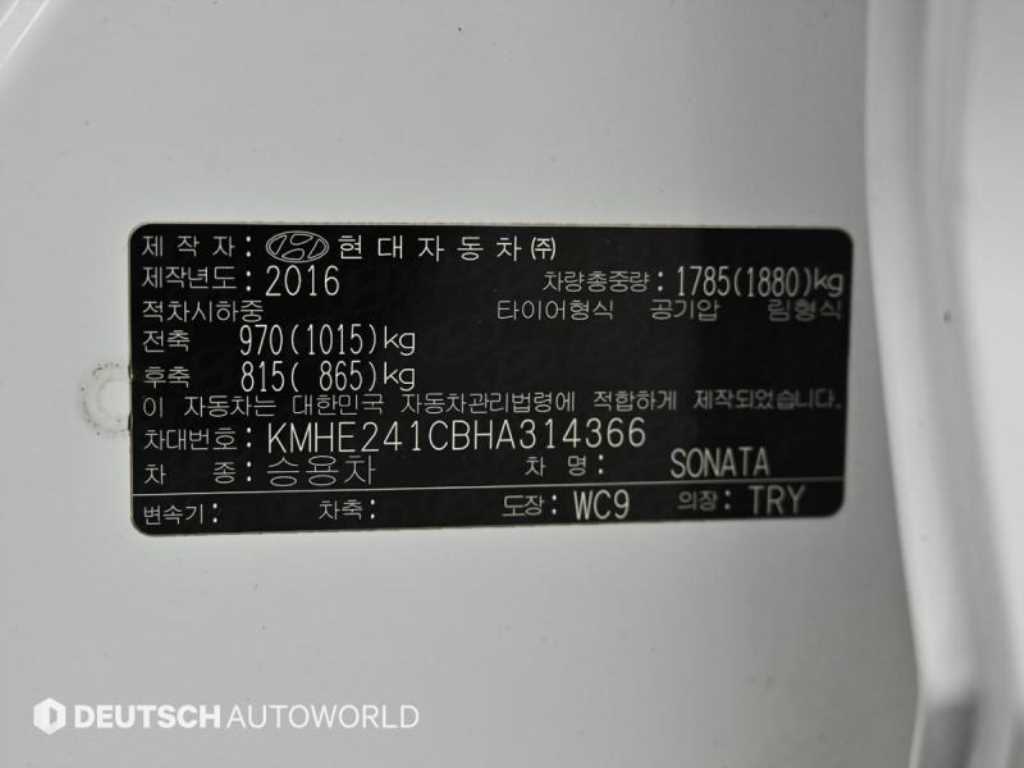 제 작 자 : 현대자동차㈜
제작년도 : 2016 차량총중량 : 1785(1880)kg
적차시하중 타이어형식 공기압 림형식
전축 970(1015)kg
후축 815( 865)kg
이 자동차는 대한민국 자동차관리법령에 적합하게 제작되었습니다.
차대번호 : KMHE241CBHA314366
차 종 : 승용차 차 명 : SONATA
변속기 : 차축 : 도장 : WC9 의장 : TRY
DEUTSCH AUTOWORLD